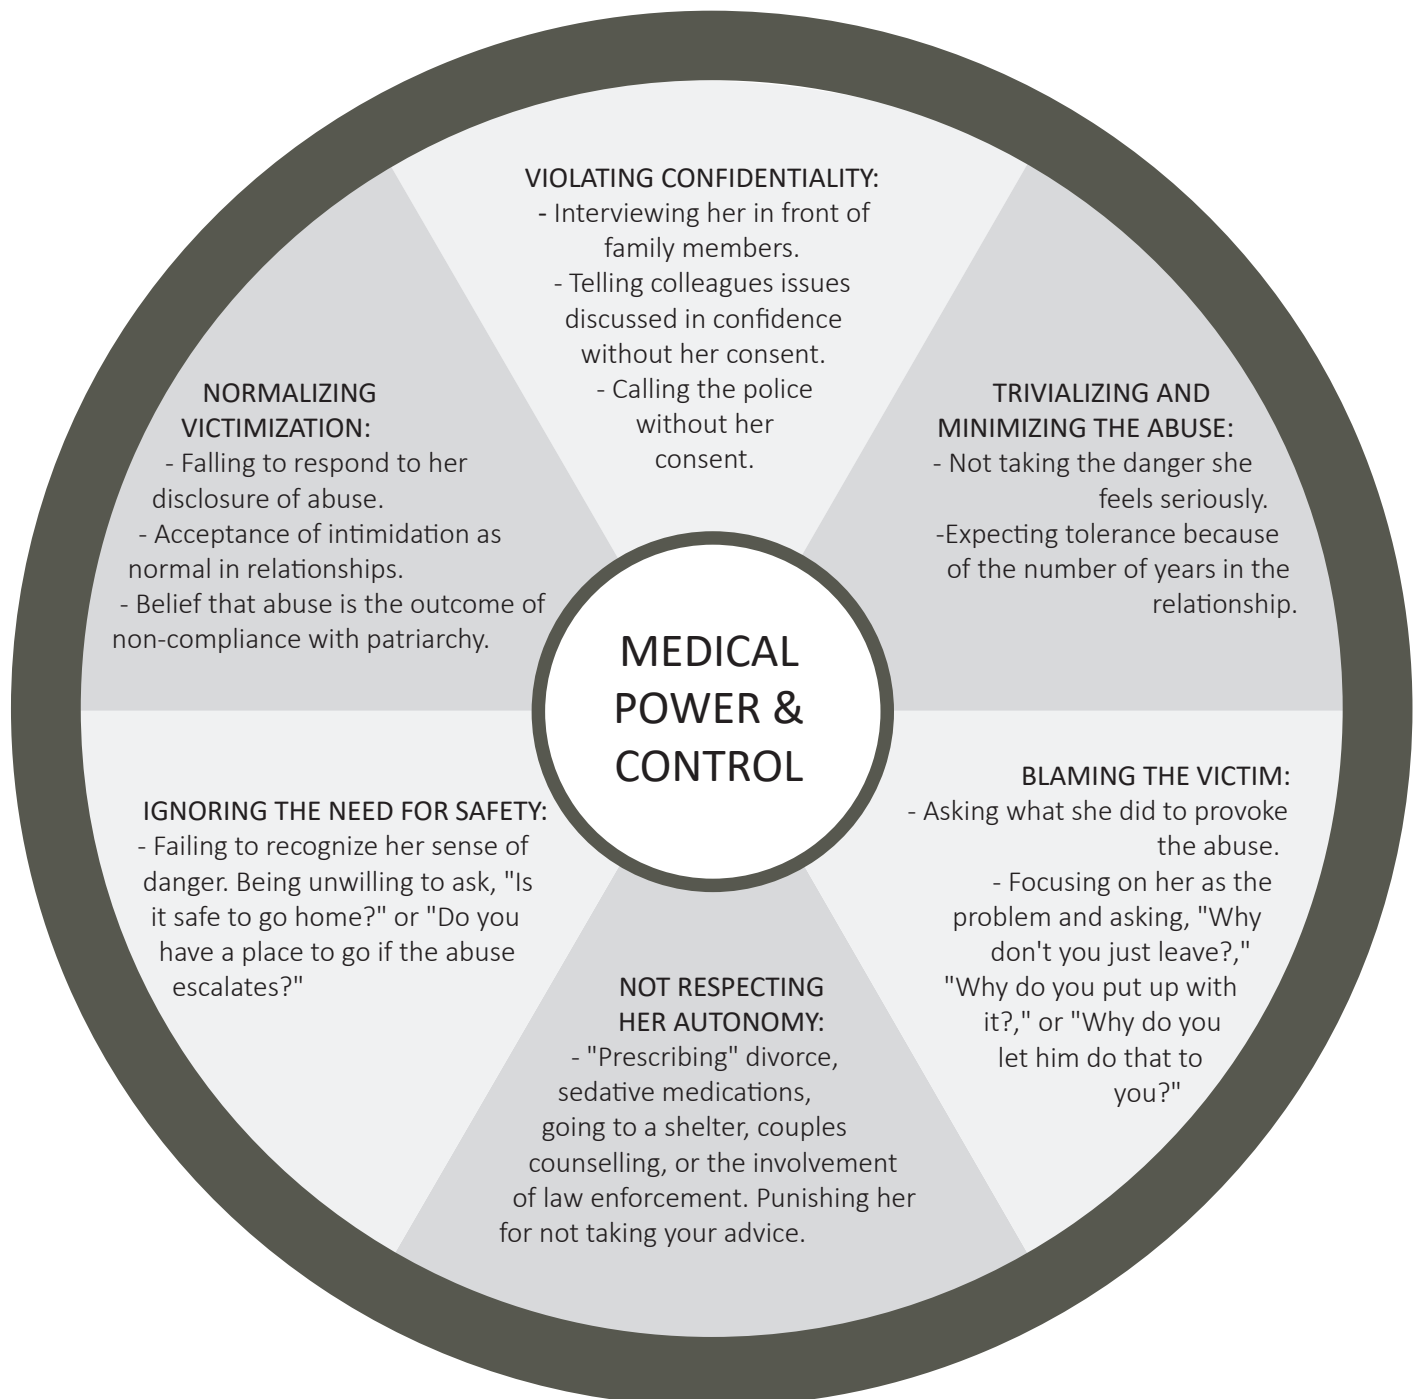 VIOLATING CONFIDENTIALITY:
- Interviewing her in front of
family members.
- Telling colleagues issues
discussed in confidence
without her consent.
- Calling the police
without her
consent.
TRIVIALIZING AND
MINIMIZING THE ABUSE:
- Not taking the danger she
feels seriously.
-Expecting tolerance because
of the number of years in the
relationship.
BLAMING THE VICTIM:
- Asking what she did to provoke
the abuse.
- Focusing on her as the
problem and asking, "Why
don't you just leave?,"
"Why do you put up with
it?," or "Why do you
let him do that to
you?"
NOT RESPECTING
HER AUTONOMY:
- "Prescribing" divorce,
sedative medications,
going to a shelter, couples
counselling, or the involvement
of law enforcement. Punishing her
for not taking your advice.
IGNORING THE NEED FOR SAFETY:
- Failing to recognize her sense of
danger. Being unwilling to ask, "Is
it safe to go home?" or "Do you
have a place to go if the abuse
escalates?"
NORMALIZING
VICTIMIZATION:
- Falling to respond to her
disclosure of abuse.
- Acceptance of intimidation as
normal in relationships.
- Belief that abuse is the outcome of
non-compliance with patriarchy.
MEDICAL
POWER &
CONTROL